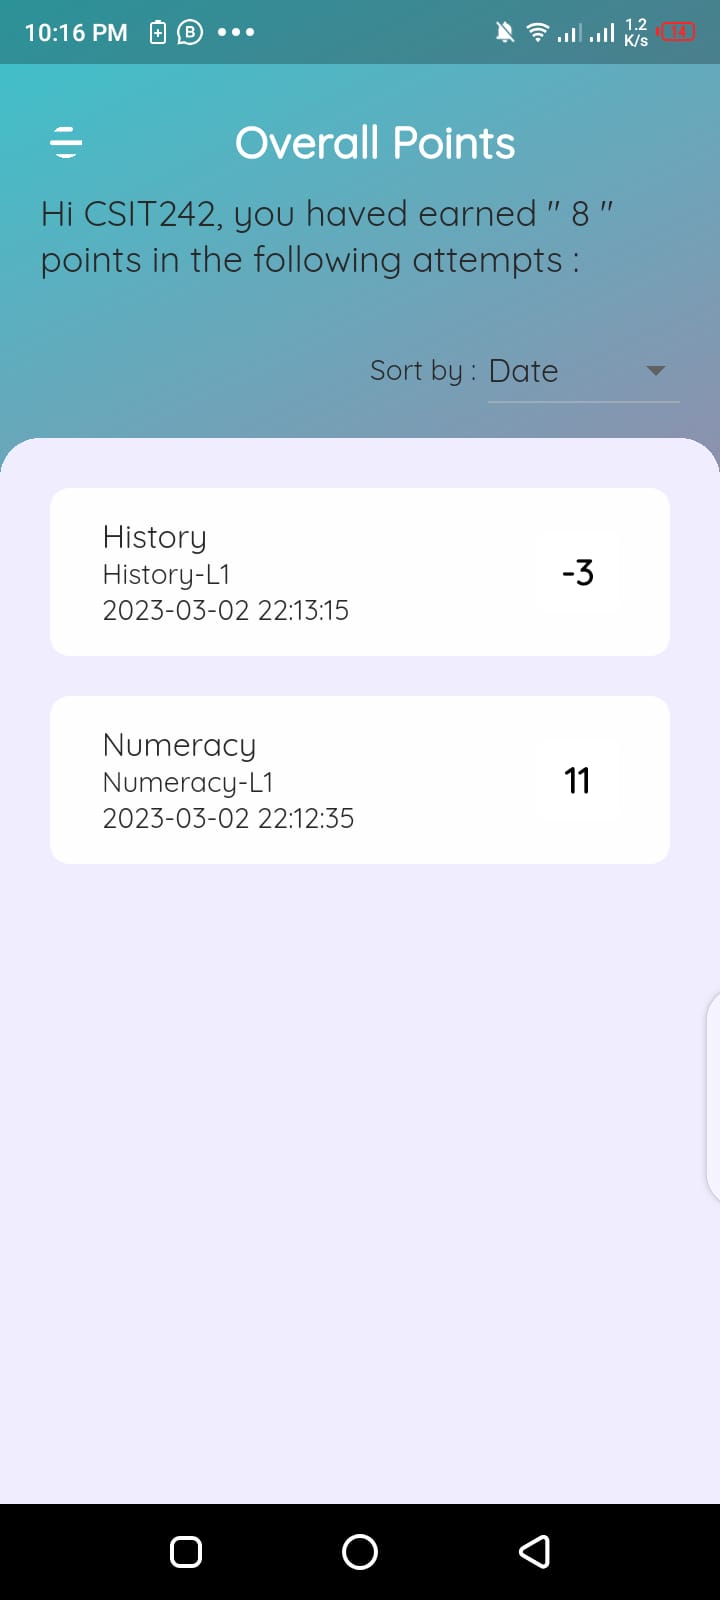 10:16 PM B 1.2 K/s 14
Overall Points
Hi CSIT242, you haved earned " 8 "
points in the following attempts :
Sort by : Date
History
History-L1
2023-03-02 22:13:15
-3
Numeracy
Numeracy-L1
2023-03-02 22:12:35
11